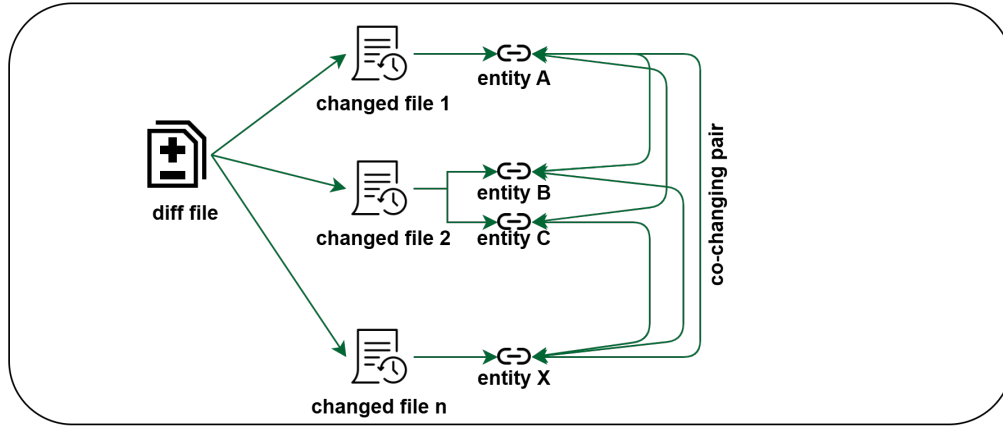 entity A
changed file 1
diff file
entity B
changed file 2
entity C
co-changing pair
entity X
changed file n